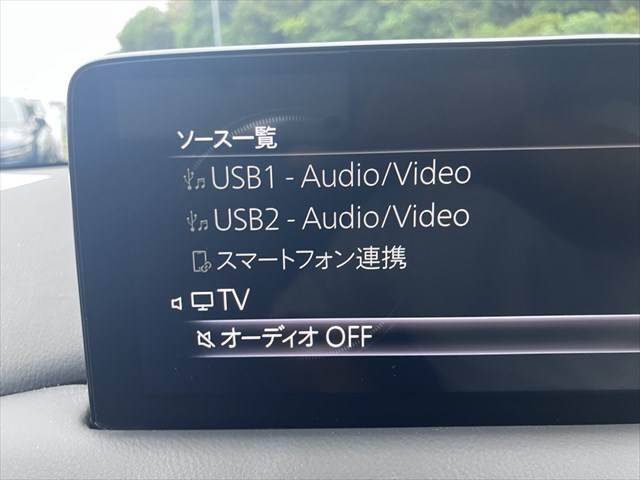 ソース一覧
USB1 - Audio/Video
USB2 - Audio/Video
スマートフォン連携
TV
オーディオ OFF